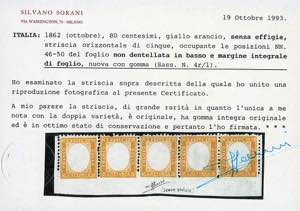 SILVANO SORANI
VIA WASHINGTON, 75 - MILANO
19 Ottobre 1993.
ITALIA: 1862 (ottobre), 80 centesimi, giallo arancio, senza effigie,
striscia orizzontale di cinque, occupante le posizioni NN.
46-50 del foglio non dentellata in basso e margine integrale
di foglio, nuova con gomma (Sass. N. 4r/l).
Ho esaminato la striscia sopra descritta della quale ho unito una
riproduzione fotografica al presente Certificato.
A mio parere la striscia, di grande rarità in quanto l'unica a me
nota con la doppia varietà, è originale, ha gomma integra originale
ed è in ottimo stato di conservazione e pertanto l'ho firmata. * * *
(SENZA EFFIGIE)